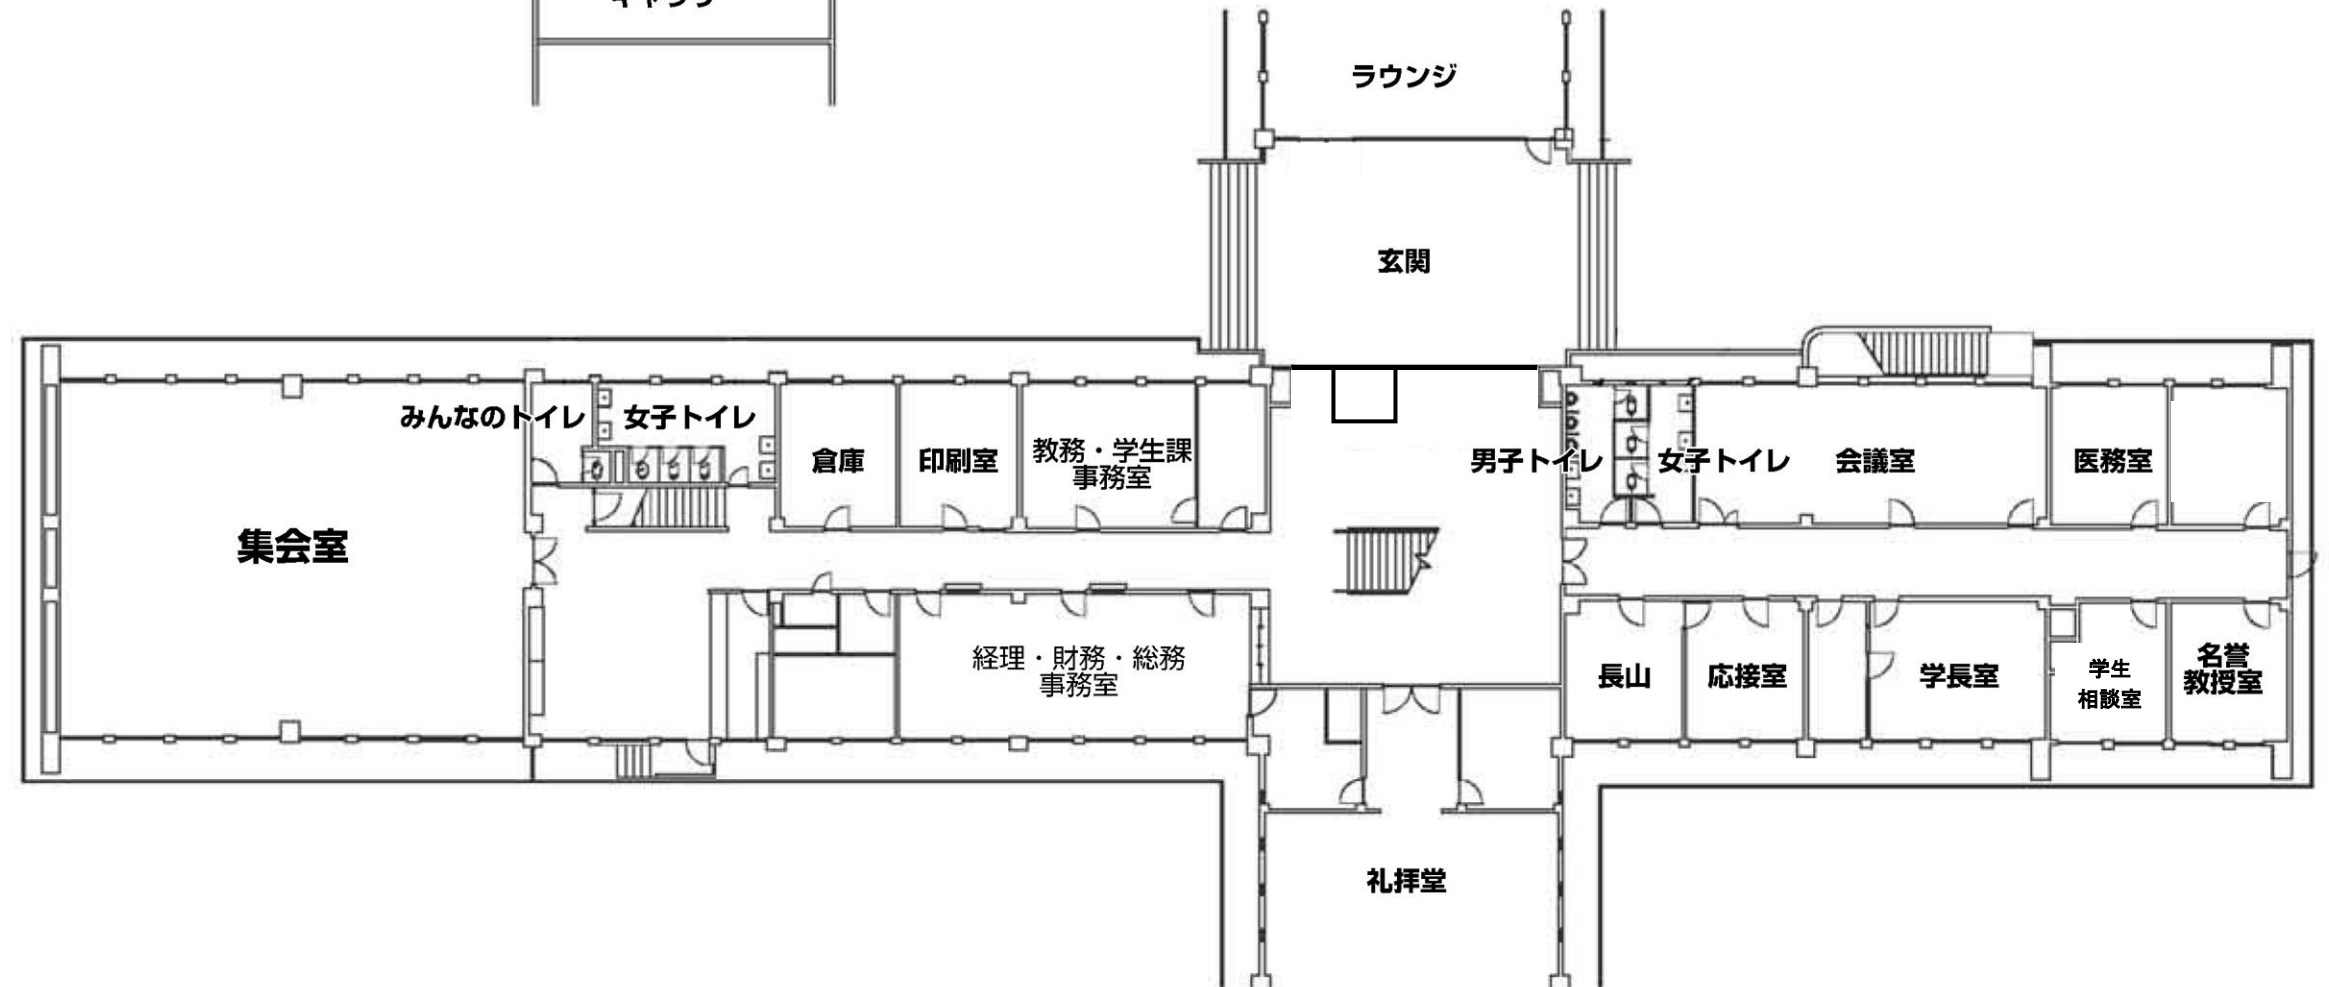 ラウンジ
玄関
みんなのトイレ
女子トイレ
倉庫
印刷室
教務・学生課
事務室
男子トイレ
女子トイレ
会議室
医務室
集会室
経理・財務・総務
事務室
長山
応接室
学長室
学生
相談室
名誉
教授室
礼拝堂